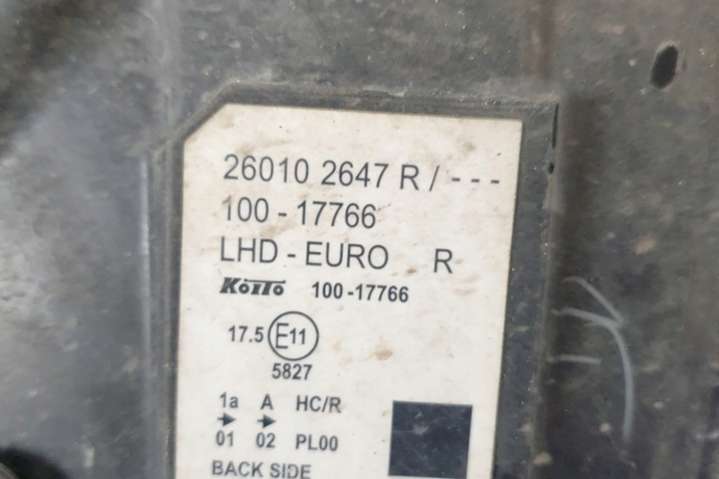 26010 2647 R / - - -
100 - 17766
LHD - EURO R
Koito 100 -17766
17.5 E11
5827
1a A HC/R
01 02 PL00
BACK SIDE